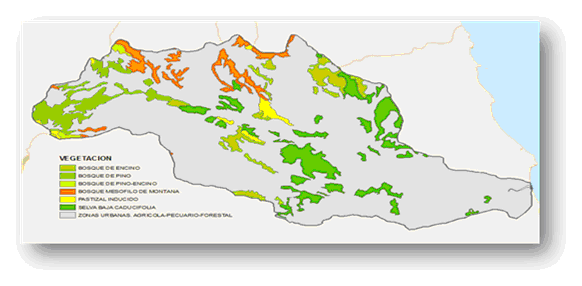 VEGETACION
BOSQUE DE ENCINO
BOSQUE DE PINO
BOSQUE DE PINO-ENCINO
BOSQUE MESOFILO DE MONTANA
PASTIZAL INDUCIDO
SELVA BAJA CADUCIFOLIA
ZONAS URBANAS. AGRICOLA-PECUARIO-FORESTAL